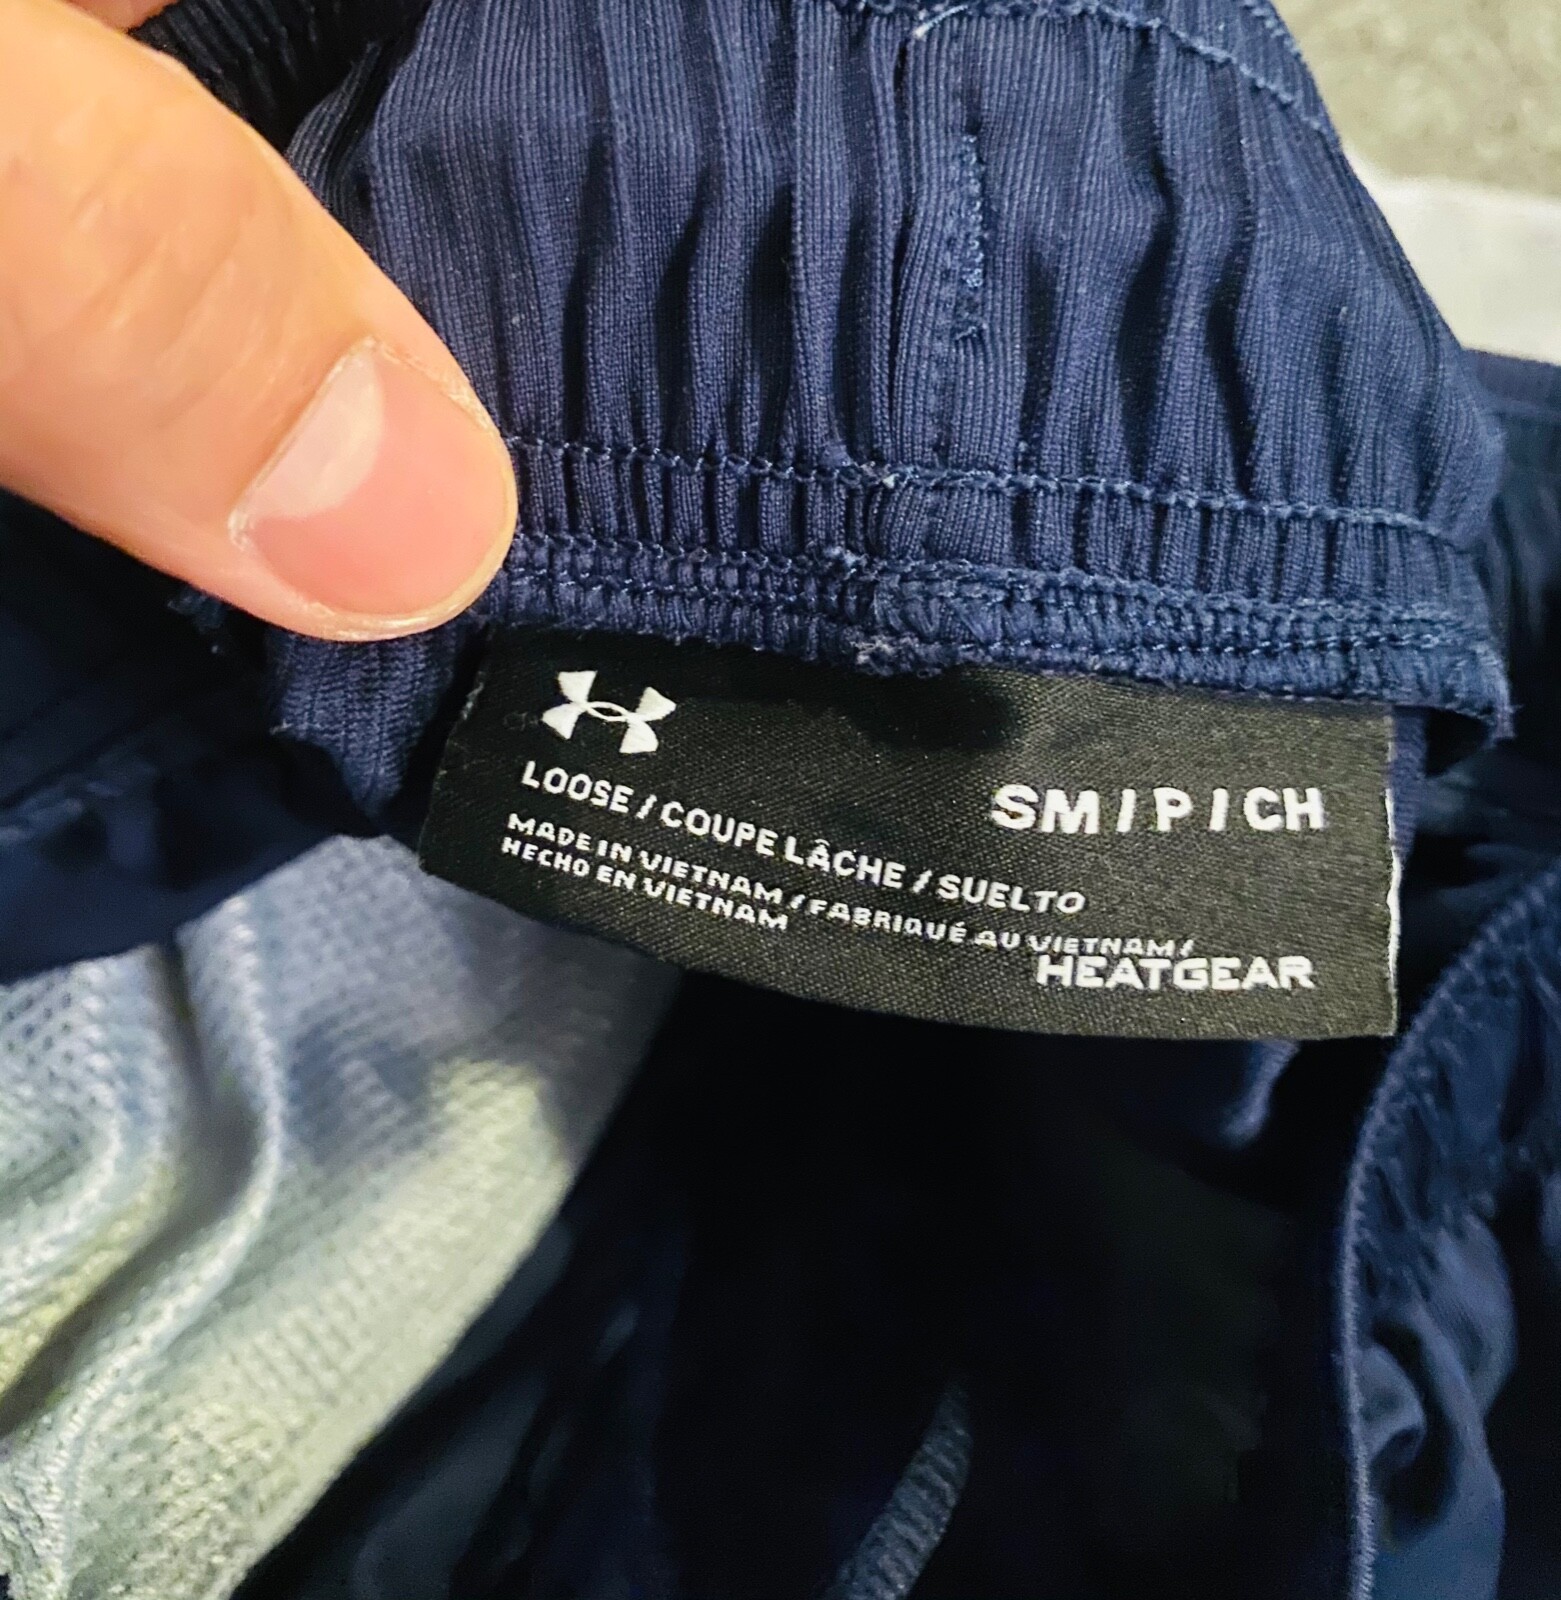 SM / P / CH
LOOSE / COUPE LÂCHE / SUELTO
MADE IN VIETNAM / FABRIQUÉ AU VIETNAM /
HECHO EN VIETNAM
HEATGEAR